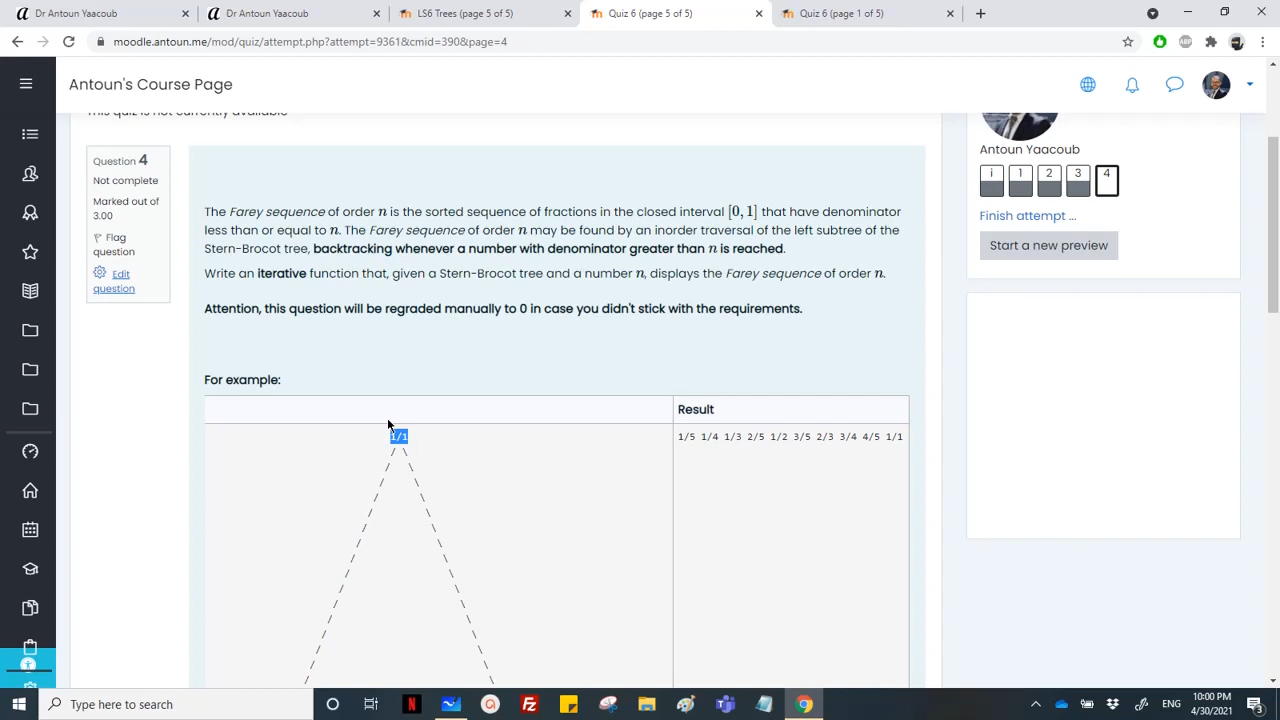 Dr Antoun Yaacoub
Dr Antoun Yaacoub
LS6 Trees (page 5 of 5)
Quiz 6 (page 5 of 5)
Quiz 6 (page 1 of 5)
moodle.antoun.me/mod/quiz/attempt.php?attempt=9361&cmid=390&page=4
ABP
Antoun's Course Page
This quiz is not currently available
Question 4
Not complete
Marked out of
3.00
Flag
question
Edit
question
The Farey sequence of order n is the sorted sequence of fractions in the closed interval [0, 1] that have denominator
less than or equal to n. The Farey sequence of order n may be found by an inorder traversal of the left subtree of the
Stern-Brocot tree, backtracking whenever a number with denominator greater than n is reached.
Write an iterative function that, given a Stern-Brocot tree and a number n, displays the Farey sequence of order n.
Attention, this question will be regraded manually to 0 in case you didn't stick with the requirements.
For example:
Result
1/1
1/5 1/4 1/3 2/5 1/2 3/5 2/3 3/4 4/5 1/1
Antoun Yaacoub
i 1 2 3 4
Finish attempt ...
Start a new preview
Type here to search
ENG
10:00 PM
4/30/2021
3